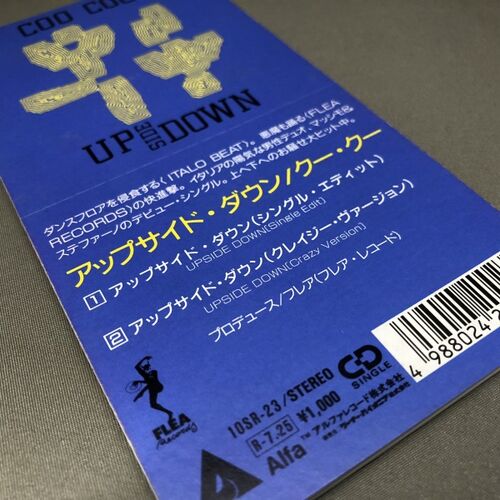 COO COO
UPSIDE DOWN
ダンスフロアを侵食する〈ITALO BEAT〉。悪魔も踊る〈FLEA
RECORDS〉の快進撃。イタリアの陽気な男性デュオ、マッシモ&
ステファーノのデビュー・シングル。上へ下へのお騒せ大ヒット中。
アップサイド・ダウン/クー・クー
1 アップサイド・ダウン(シングル・エディット)
UPSIDE DOWN(Single Edit)
2 アップサイド・ダウン(クレイジー・ヴァージョン)
UPSIDE DOWN(Crazy Version)
プロデュース/フレア(フレア・レコード)
4 988024 2
FLEA
Records
IOSR-23/STEREO
R-7.25 ¥1,000
CD
SINGLE
Alfa アルファレコード株式会社